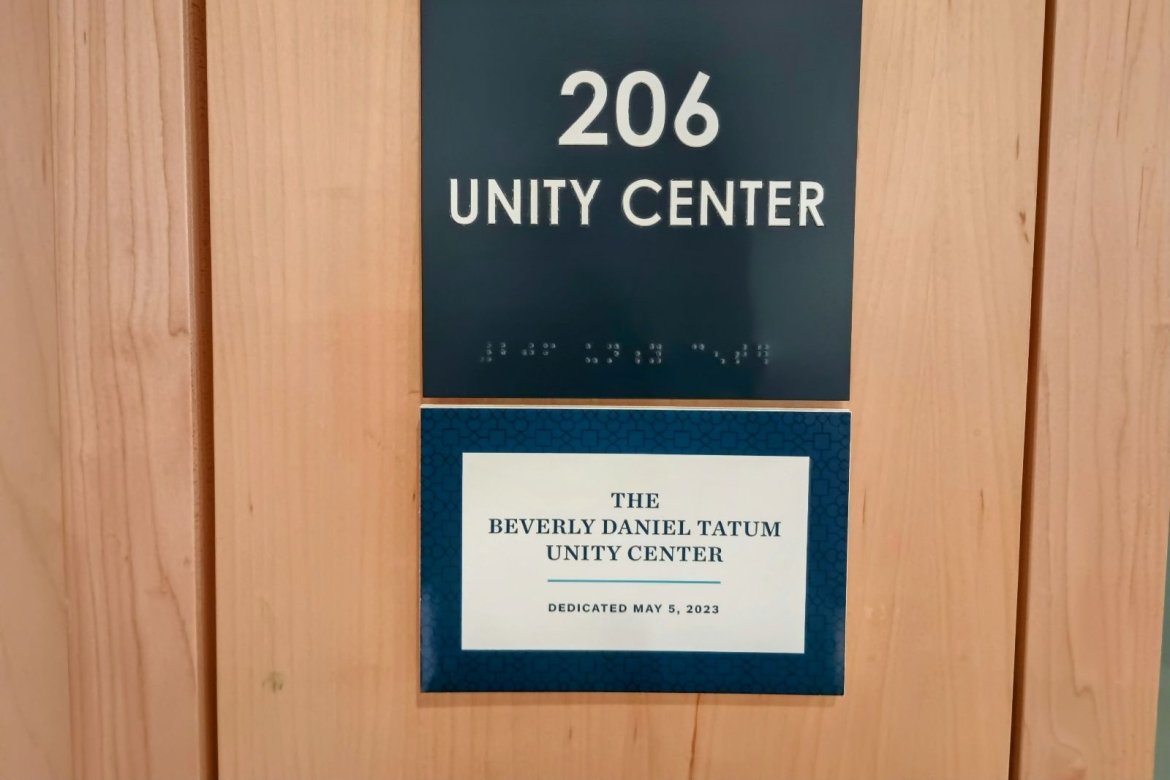 206
UNITY CENTER
THE
BEVERLY DANIEL TATUM
UNITY CENTER
DEDICATED MAY 5, 2023